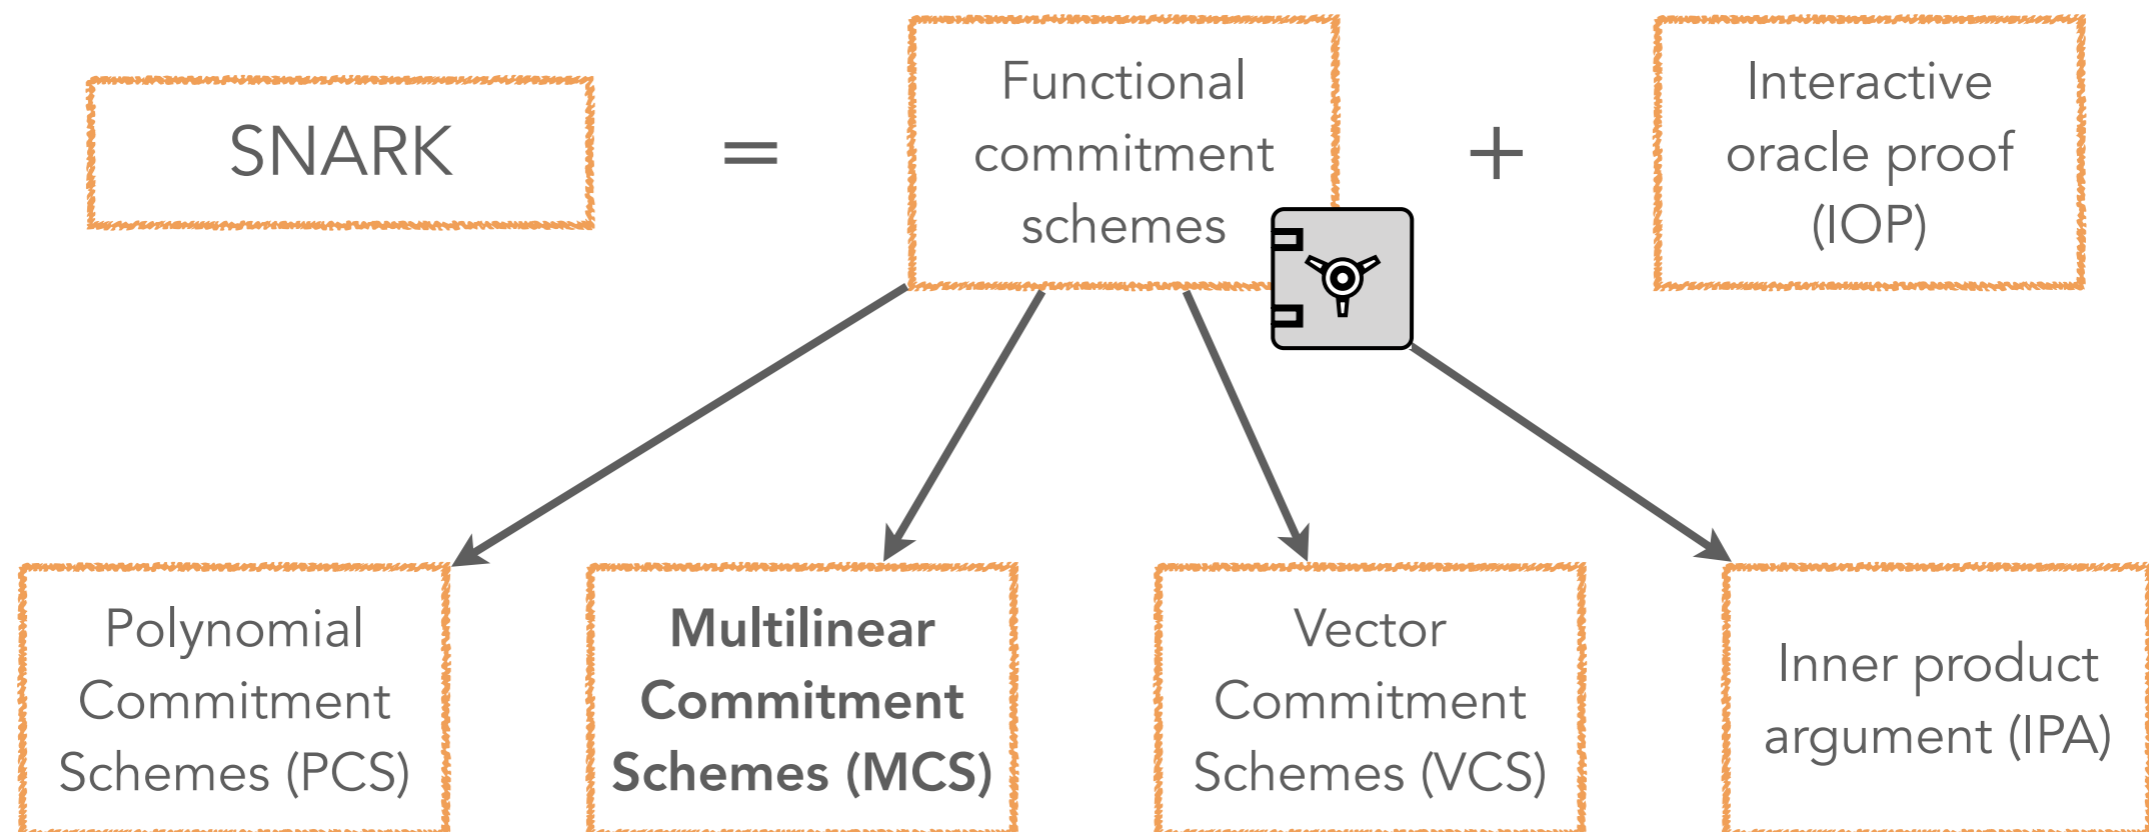 SNARK
=
Functional
commitment
schemes
+
Interactive
oracle proof
(IOP)
Polynomial
Commitment
Schemes (PCS)
Multilinear
Commitment
Schemes (MCS)
Vector
Commitment
Schemes (VCS)
Inner product
argument (IPA)